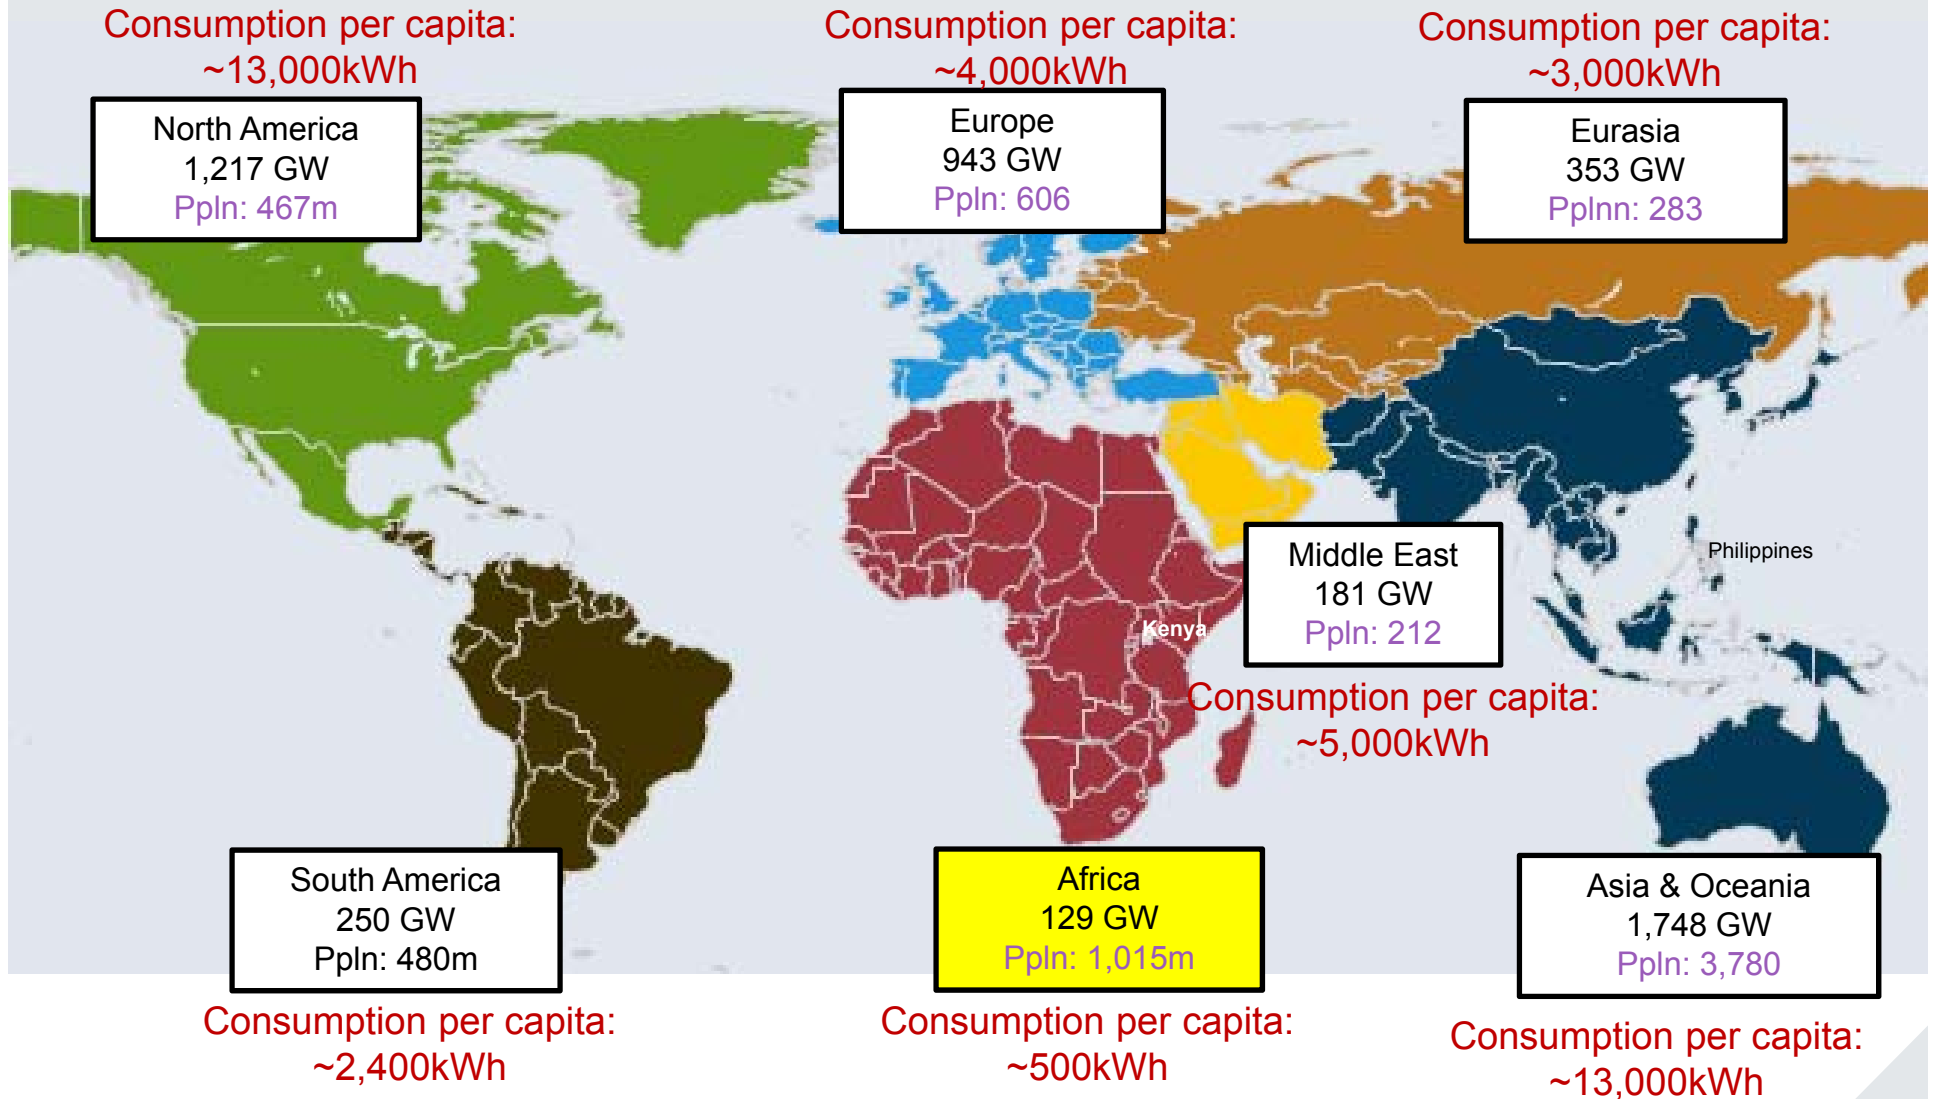 Consumption per capita:
~13,000kWh
North America
1,217 GW
Ppln: 467m
Consumption per capita:
~4,000kWh
Europe
943 GW
Ppln: 606
Consumption per capita:
~3,000kWh
Eurasia
353 GW
Pplnn: 283
Philippines
Kenya
Middle East
181 GW
Ppln: 212
Consumption per capita:
~5,000kWh
South America
250 GW
Ppln: 480m
Consumption per capita:
~2,400kWh
Africa
129 GW
Ppln: 1,015m
Consumption per capita:
~500kWh
Asia & Oceania
1,748 GW
Ppln: 3,780
Consumption per capita:
~13,000kWh